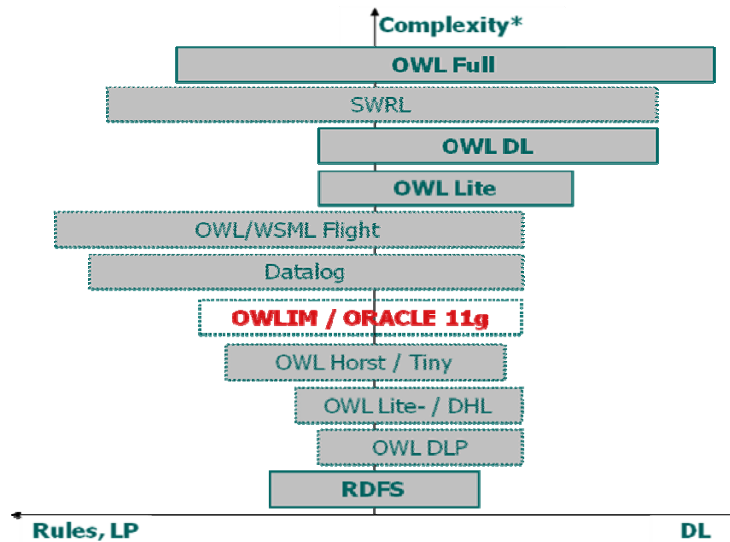 Complexity*
OWL Full
SWRL
OWL DL
OWL Lite
OWL/WSML Flight
Datalog
OWLIM / ORACLE 11g
OWL Horst / Tiny
OWL Lite- / DHL
OWL DLP
RDFS
Rules, LP DL